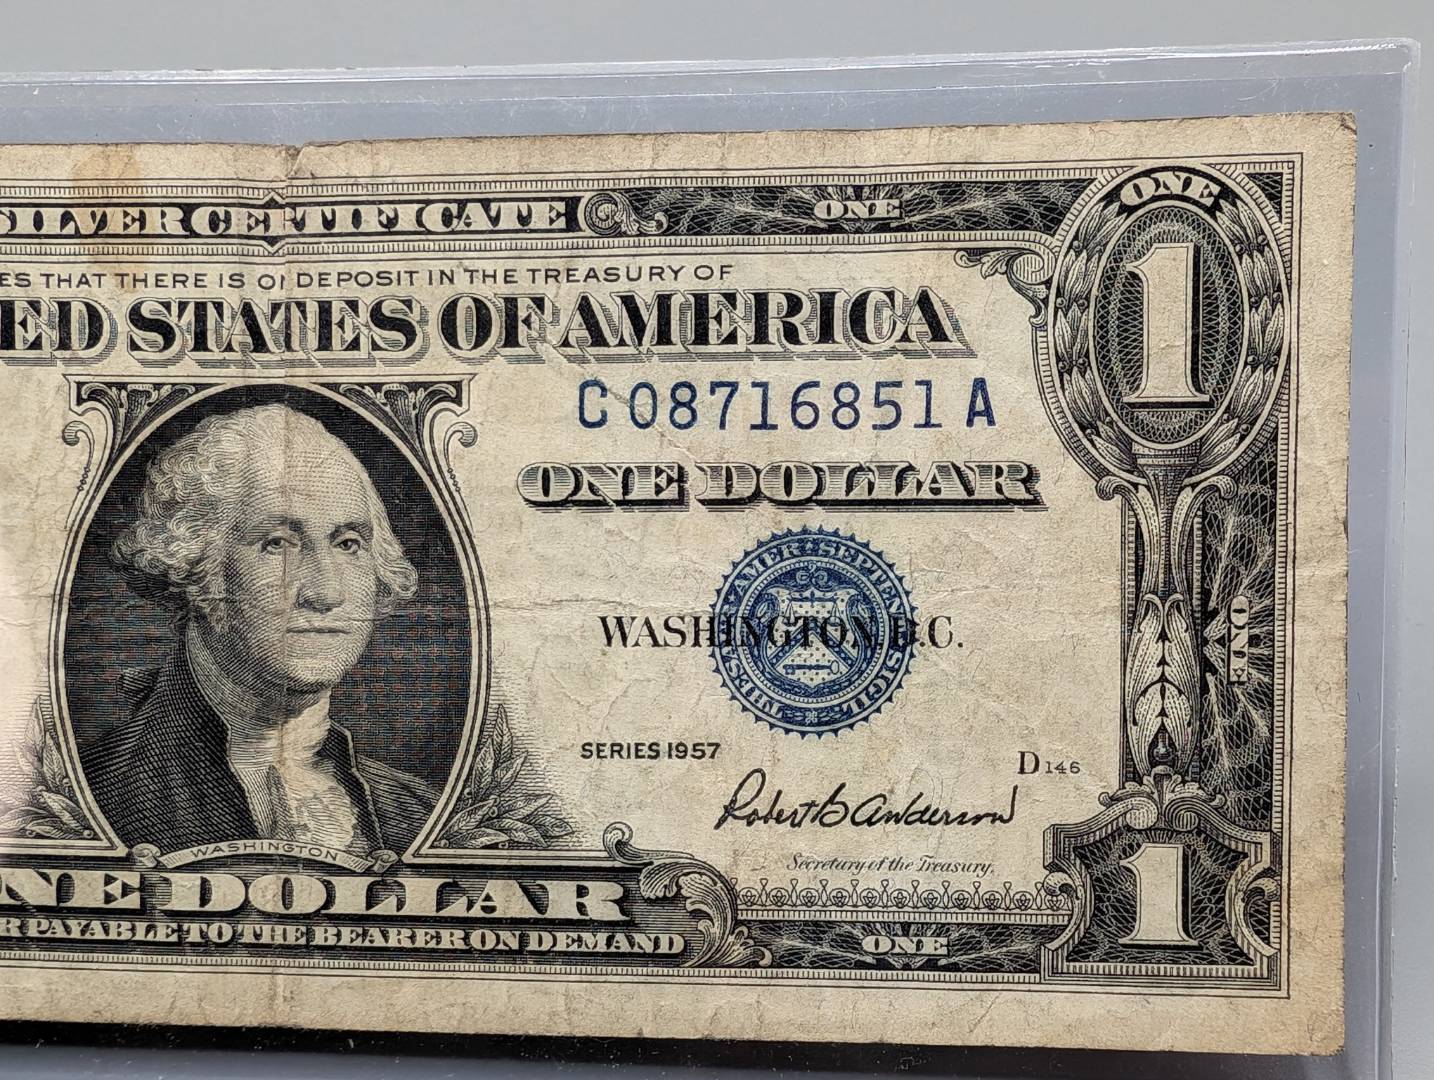 ONE
SILVER CERTIFICATE
ONE
1
ES THAT THERE IS ON DEPOSIT IN THE TREASURY OF
ED STATES OF AMERICA
C 08716851 A
ONE DOLLAR
WASHINGTON, D.C.
ONE
SERIES 1957
D 146
Robert B Anderson
WASHINGTON
Secretary of the Treasury.
1
NE DOLLAR
R PAYABLE TO THE BEARER ON DEMAND
ONE